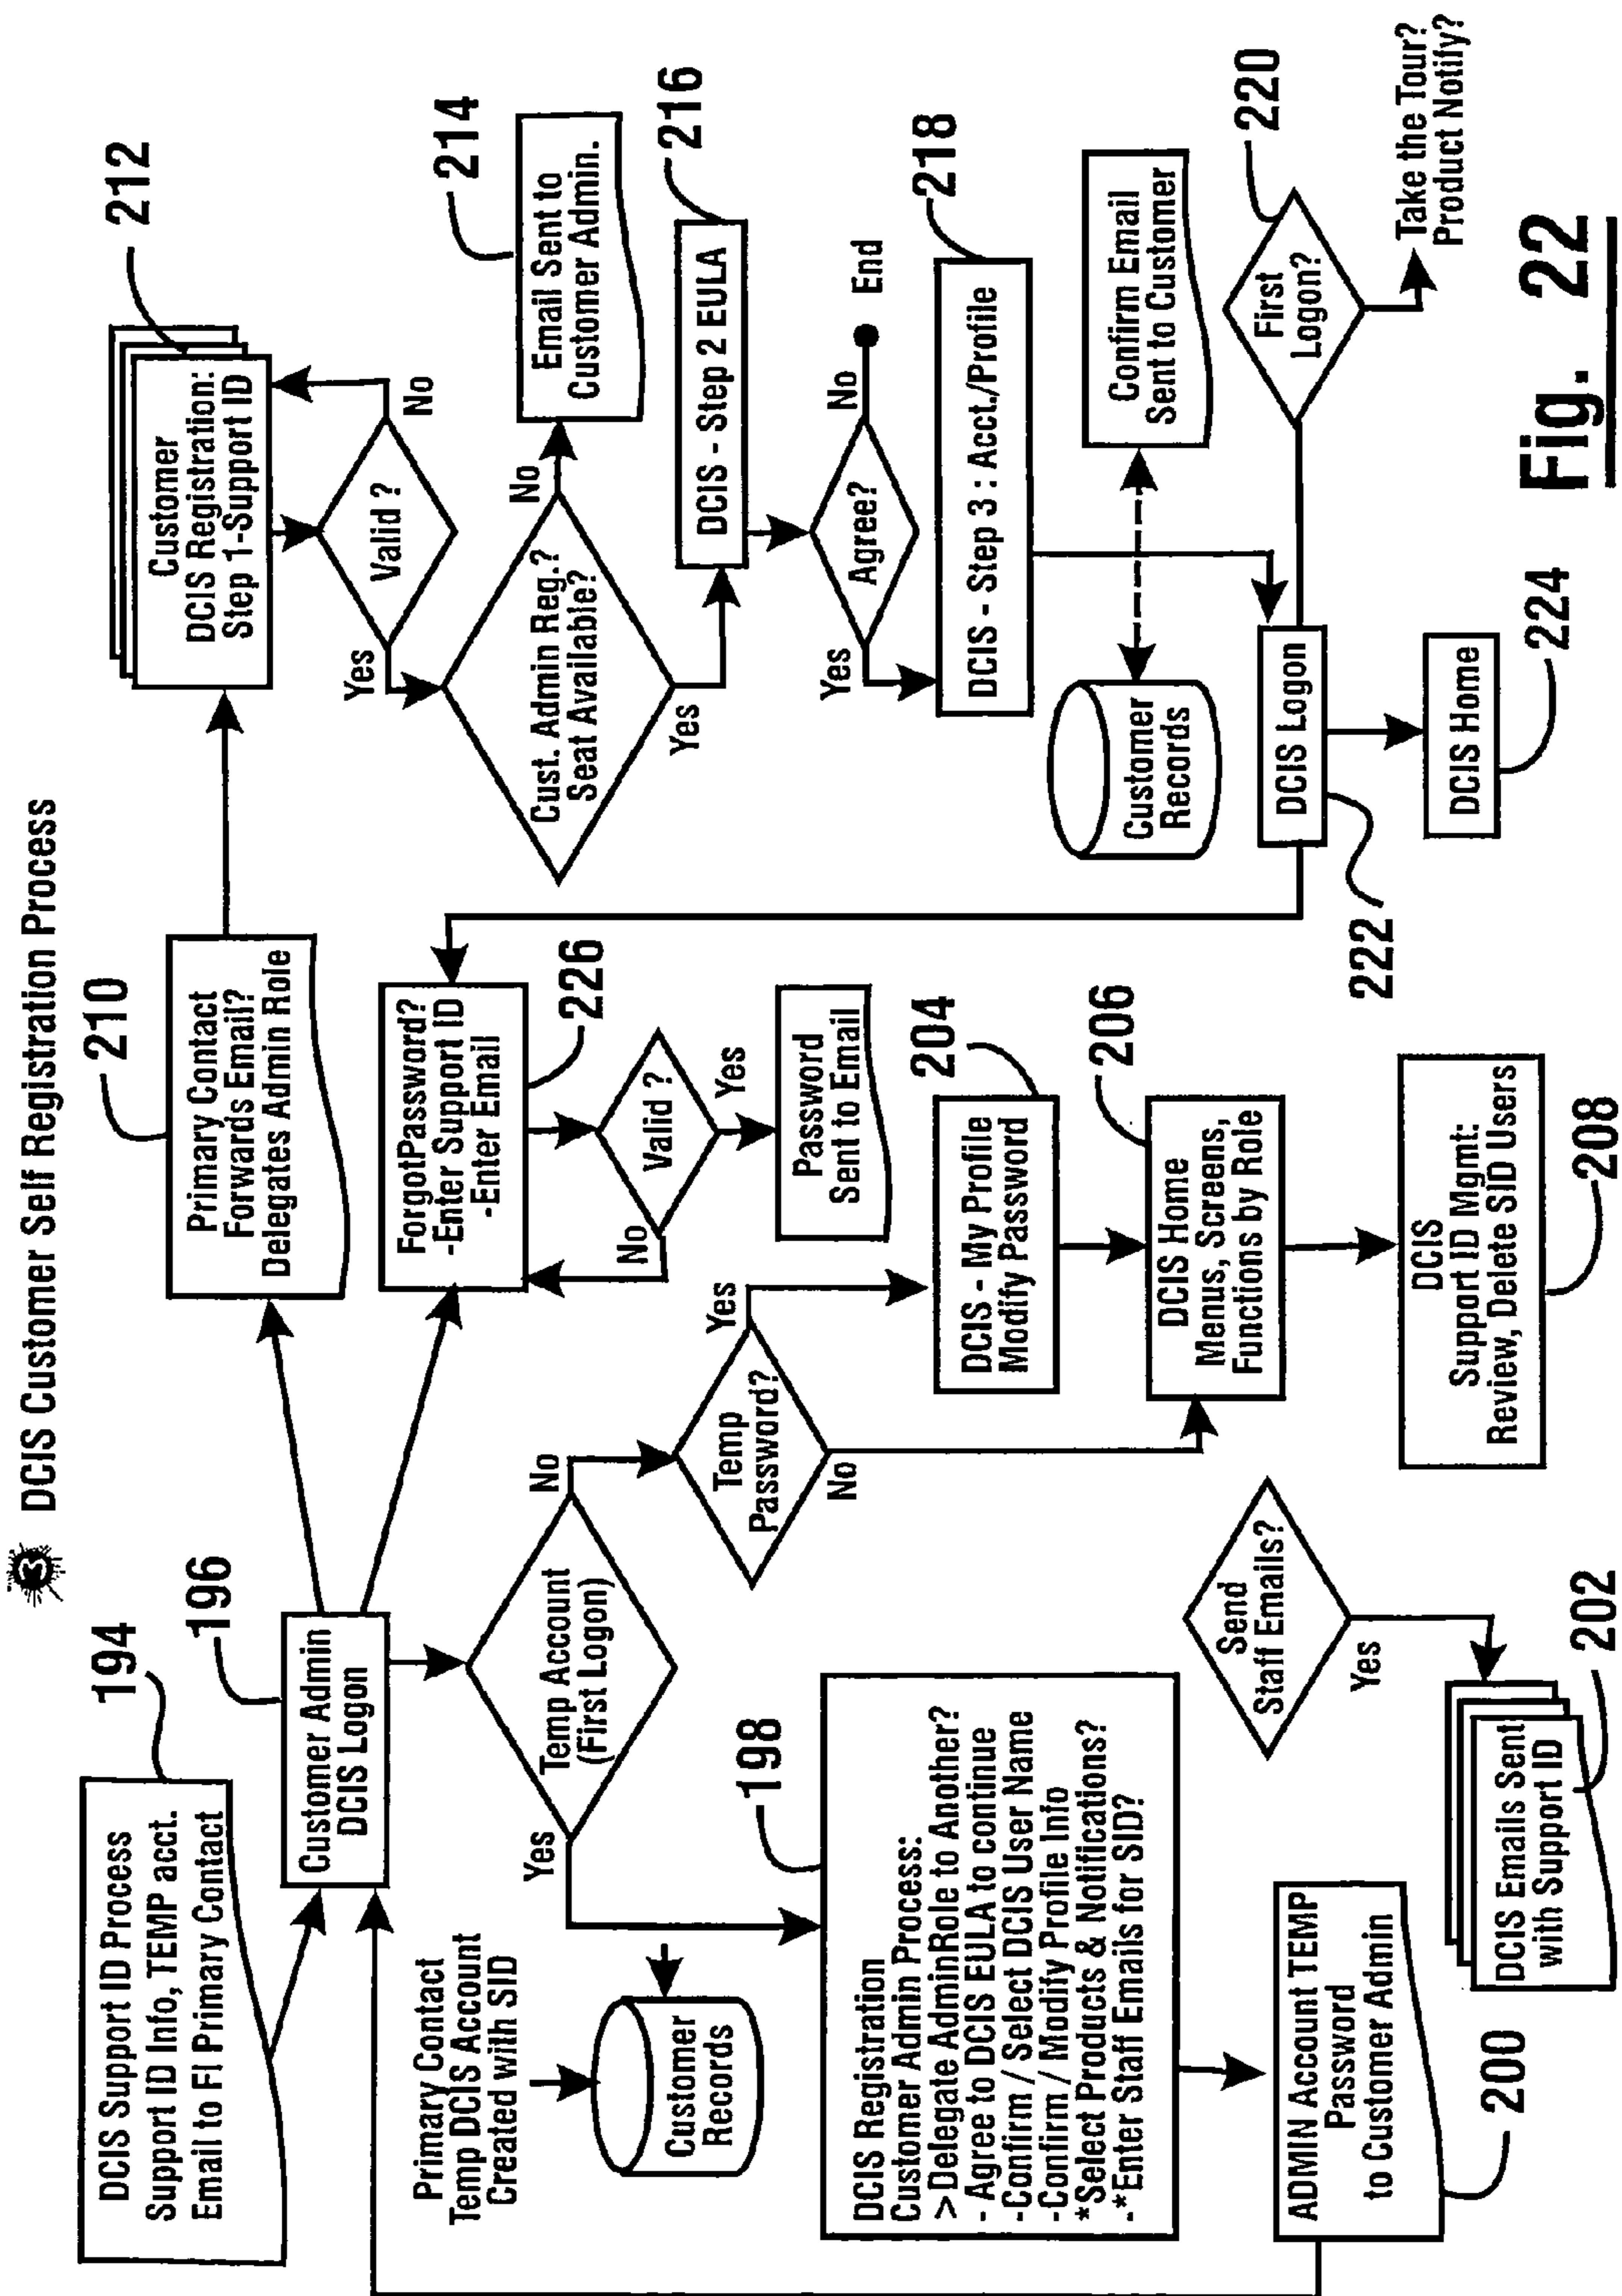 3 DCIS Customer Self Registration Process
194
DCIS Support ID Process
Support ID Info, TEMP acct.
Email to FI Primary Contact
196
Customer Admin
DCIS Logon
Primary Contact
Temp DCIS Account
Created with SID
Customer
Records
Temp Account
(First Logon)
Yes
No
198
DCIS Registration
Customer Admin Process:
>Delegate AdminRole to Another?
- Agree to DCIS EULA to continue
-Confirm / Select DCIS User Name
-Confirm / Modify Profile Info
*Select Products & Notifications?
-*Enter Staff Emails for SID?
ADMIN Account TEMP
Password
to Customer Admin
200
Send
Staff Emails?
Yes
DCIS Emails Sent
with Support ID
202
Temp
Password?
Yes
No
204
DCIS - My Profile
Modify Password
206
DCIS Home
Menus, Screens,
Functions by Role
DCIS
Support ID Mgmt:
Review, Delete SID Users
208
210
Primary Contact
Forwards Email?
Delegates Admin Role
ForgotPassword?
-Enter Support ID
-Enter Email
226
Valid ?
No
Yes
Password
Sent to Email
212
Customer
DCIS Registration:
Step 1-Support ID
Valid ?
No
Yes
Cust. Admin Reg.?
Seat Available?
No
Yes
214
Email Sent to
Customer Admin.
216
DCIS - Step 2 EULA
Agree?
No
End
Yes
218
DCIS - Step 3 : Acct./Profile
Customer
Records
Confirm Email
Sent to Customer
220
First
Logon?
Take the Tour?
Product Notify?
DCIS Logon
222
DCIS Home
224
Fig. 22